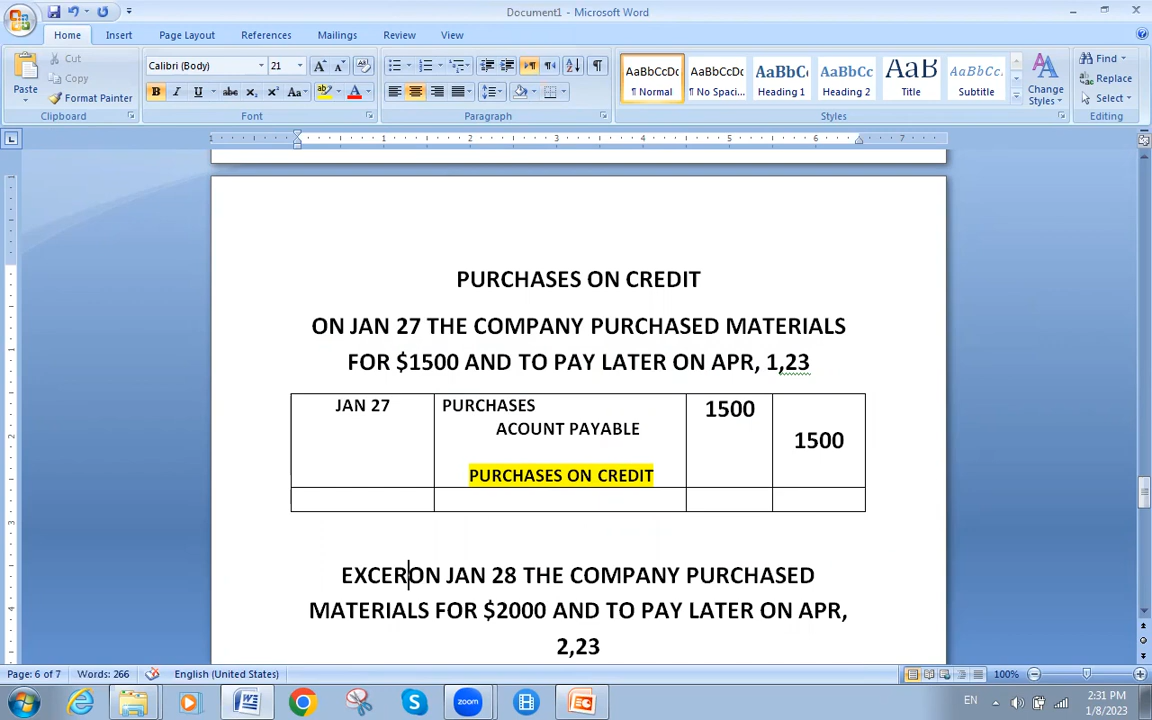 Document1 - Microsoft Word
Home Insert Page Layout References Mailings Review View
Cut
Copy
Paste
Format Painter
Clipboard
Calibri (Body) 21
Font
Paragraph
AaBbCcDc AaBbCcDc AaBbC AaBbCc AaB AaBbCc.
¶ Normal ¶ No Spaci... Heading 1 Heading 2 Title Subtitle
Change
Styles
Styles
Find
Replace
Select
Editing
PURCHASES ON CREDIT
ON JAN 27 THE COMPANY PURCHASED MATERIALS
FOR $1500 AND TO PAY LATER ON APR, 1,23
JAN 27 PURCHASES 1500
ACOUNT PAYABLE
1500
PURCHASES ON CREDIT
EXCERON JAN 28 THE COMPANY PURCHASED
MATERIALS FOR $2000 AND TO PAY LATER ON APR,
2,23
Page: 6 of 7 Words: 266 English (United States) 100%
zoom
EN
2:31 PM
1/8/2023